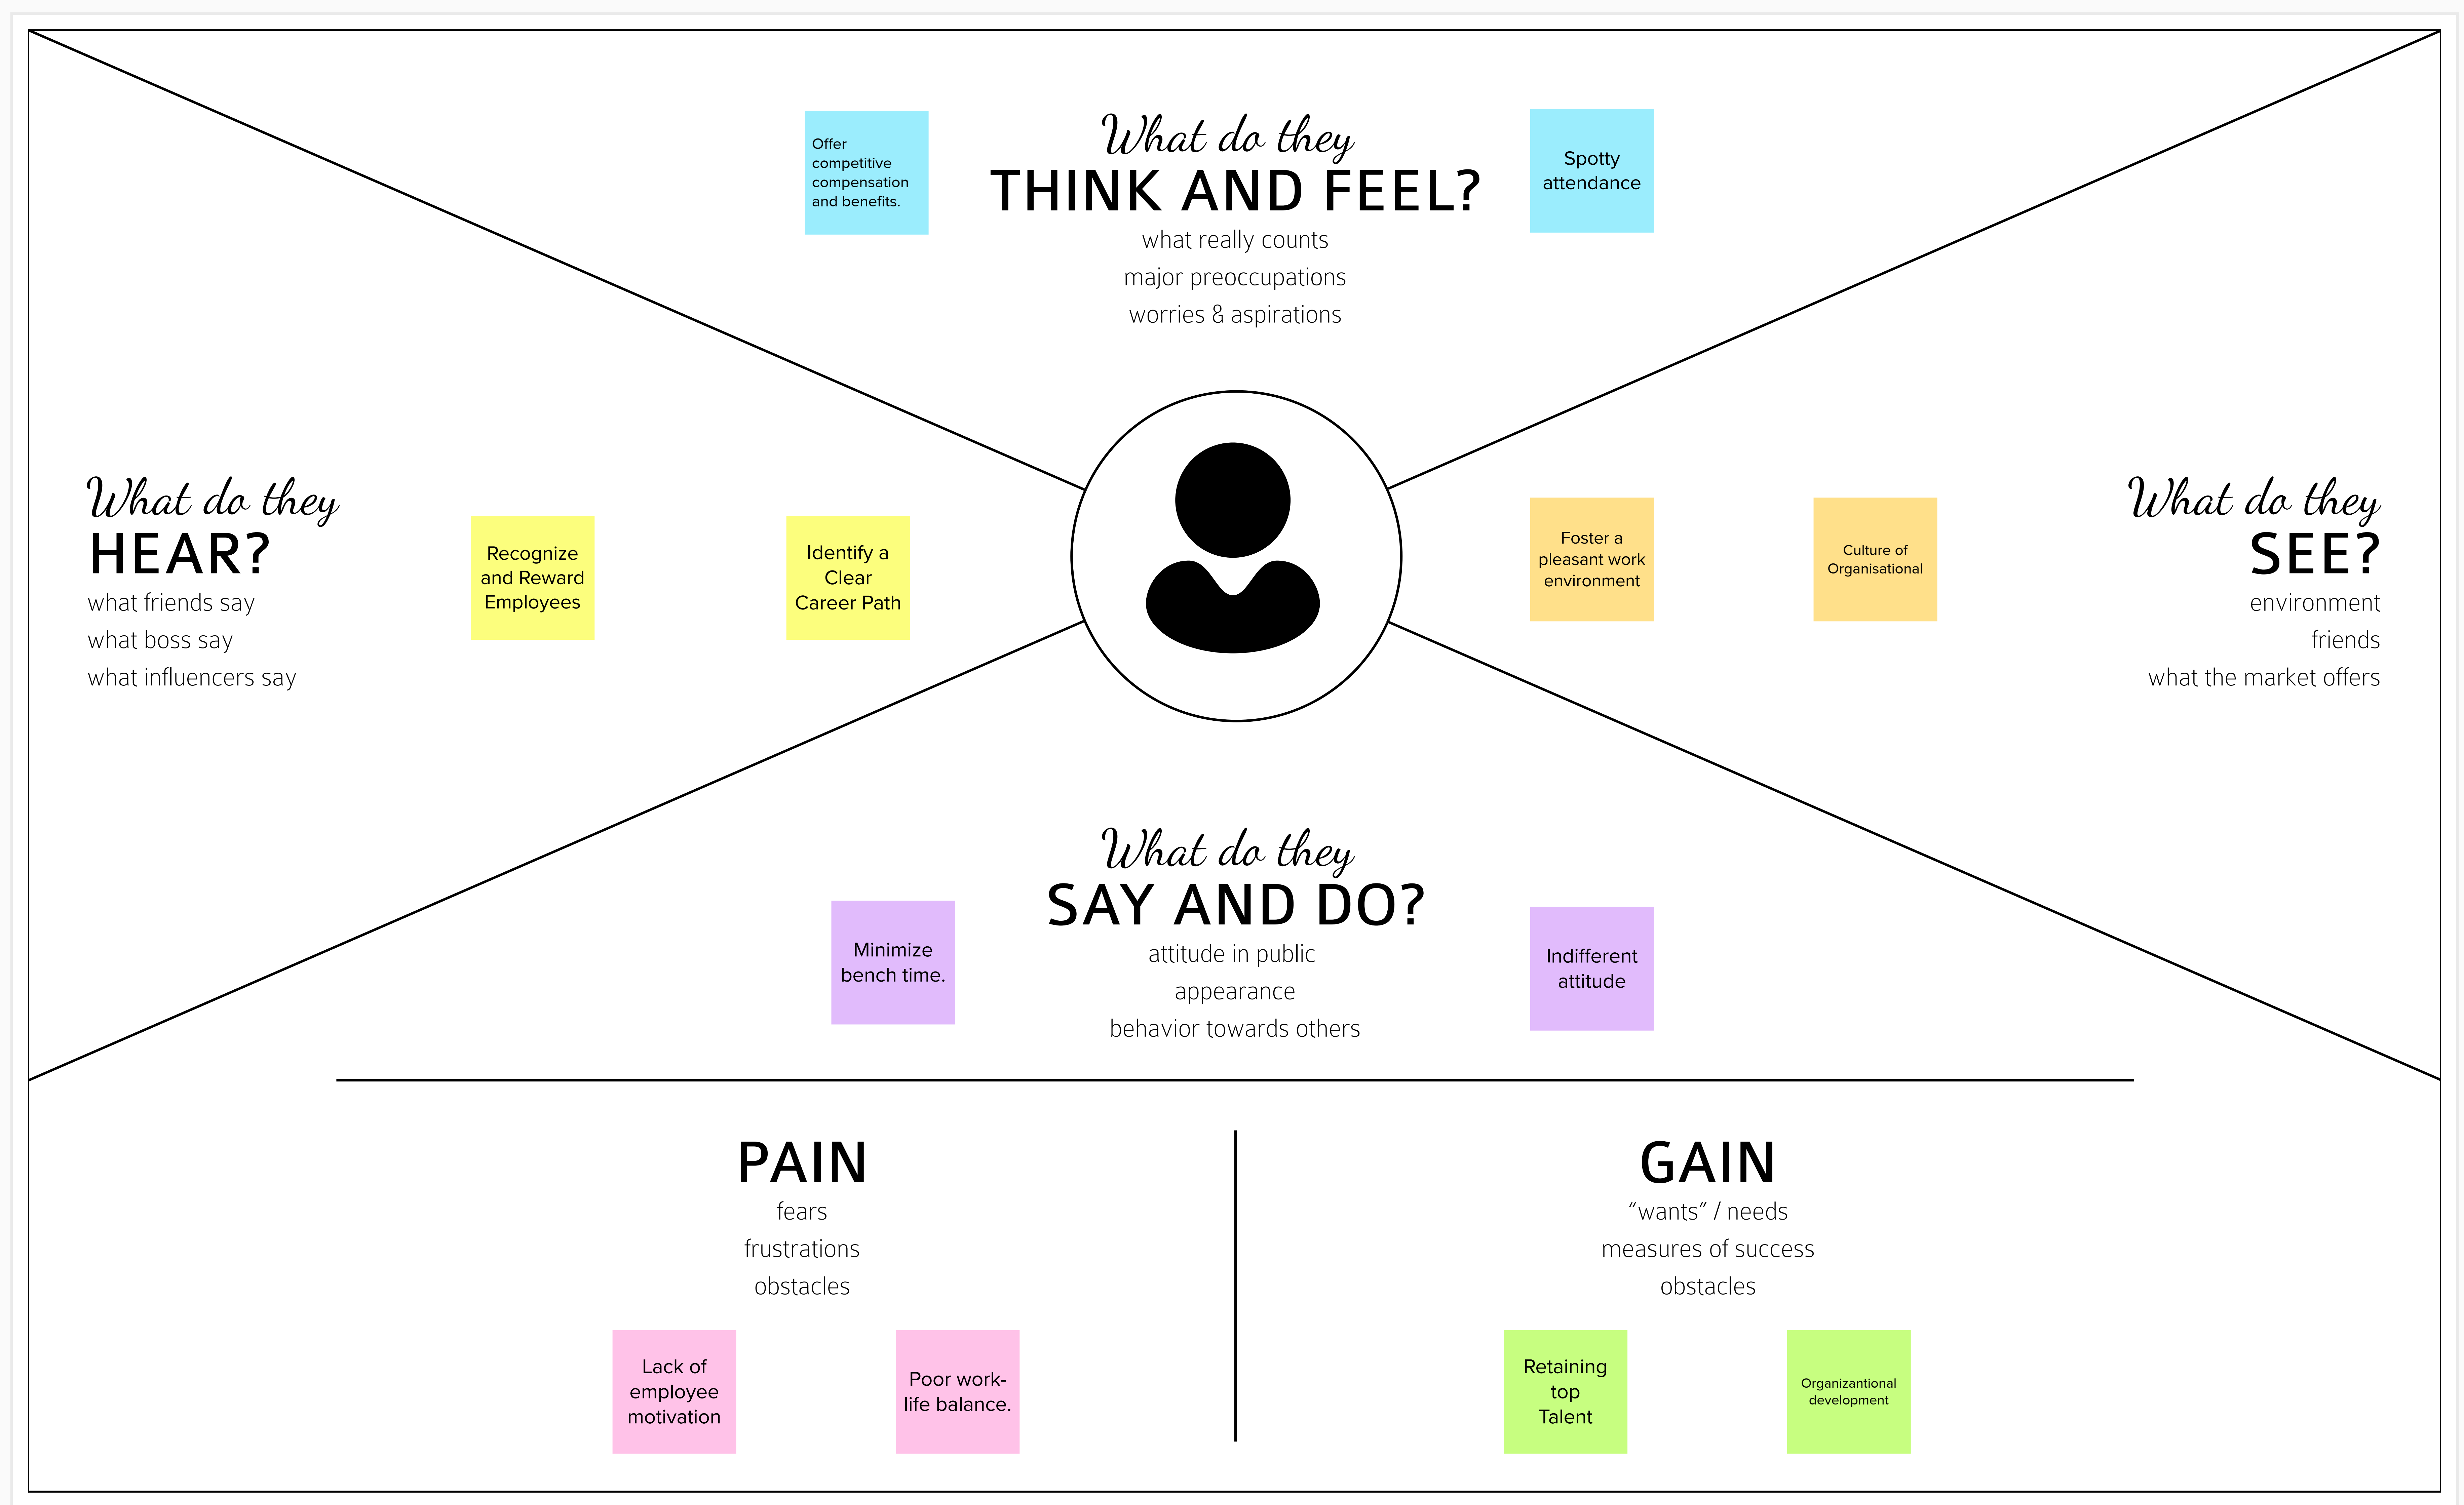 What do they
THINK AND FEEL?
what really counts
major preoccupations
worries & aspirations
Offer
competitive
compensation
and benefits.
Spotty
attendance
What do they
HEAR?
what friends say
what boss say
what influencers say
Recognize
and Reward
Employees
Identify a
Clear
Career Path
Foster a
pleasant work
environment
Culture of
Organisational
What do they
SEE?
environment
friends
what the market offers
What do they
SAY AND DO?
attitude in public
appearance
behavior towards others
Minimize
bench time.
Indifferent
attitude
PAIN
fears
frustrations
obstacles
Lack of
employee
motivation
Poor work-
life balance.
GAIN
“wants” / needs
measures of success
obstacles
Retaining
top
Talent
Organizantional
development